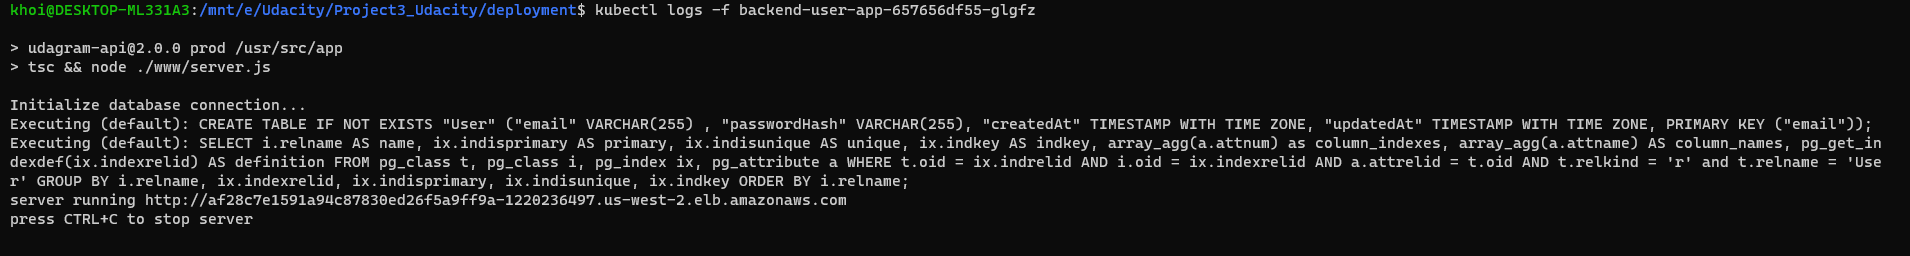 khoi@DESKTOP-ML331A3:/mnt/e/Udacity/Project3_Udacity/deployment$ kubectl logs -f backend-user-app-657656df55-glgfz
> udagram-api@2.0.0 prod /usr/src/app
> tsc && node ./www/server.js
Initialize database connection...
Executing (default): CREATE TABLE IF NOT EXISTS "User" ("email" VARCHAR(255) , "passwordHash" VARCHAR(255), "createdAt" TIMESTAMP WITH TIME ZONE, "updatedAt" TIMESTAMP WITH TIME ZONE, PRIMARY KEY ("email"));
Executing (default): SELECT i.relname AS name, ix.indisprimary AS primary, ix.indisunique AS unique, ix.indkey AS indkey, array_agg(a.attnum) as column_indexes, array_agg(a.attname) AS column_names, pg_get_in
dexdef(ix.indexrelid) AS definition FROM pg_class t, pg_class i, pg_index ix, pg_attribute a WHERE t.oid = ix.indrelid AND i.oid = ix.indexrelid AND a.attrelid = t.oid AND t.relkind = 'r' and t.relname = 'Use
r' GROUP BY i.relname, ix.indexrelid, ix.indisprimary, ix.indisunique, ix.indkey ORDER BY i.relname;
server running http://af28c7e1591a94c87830ed26f5a9ff9a-1220236497.us-west-2.elb.amazonaws.com
press CTRL+C to stop server